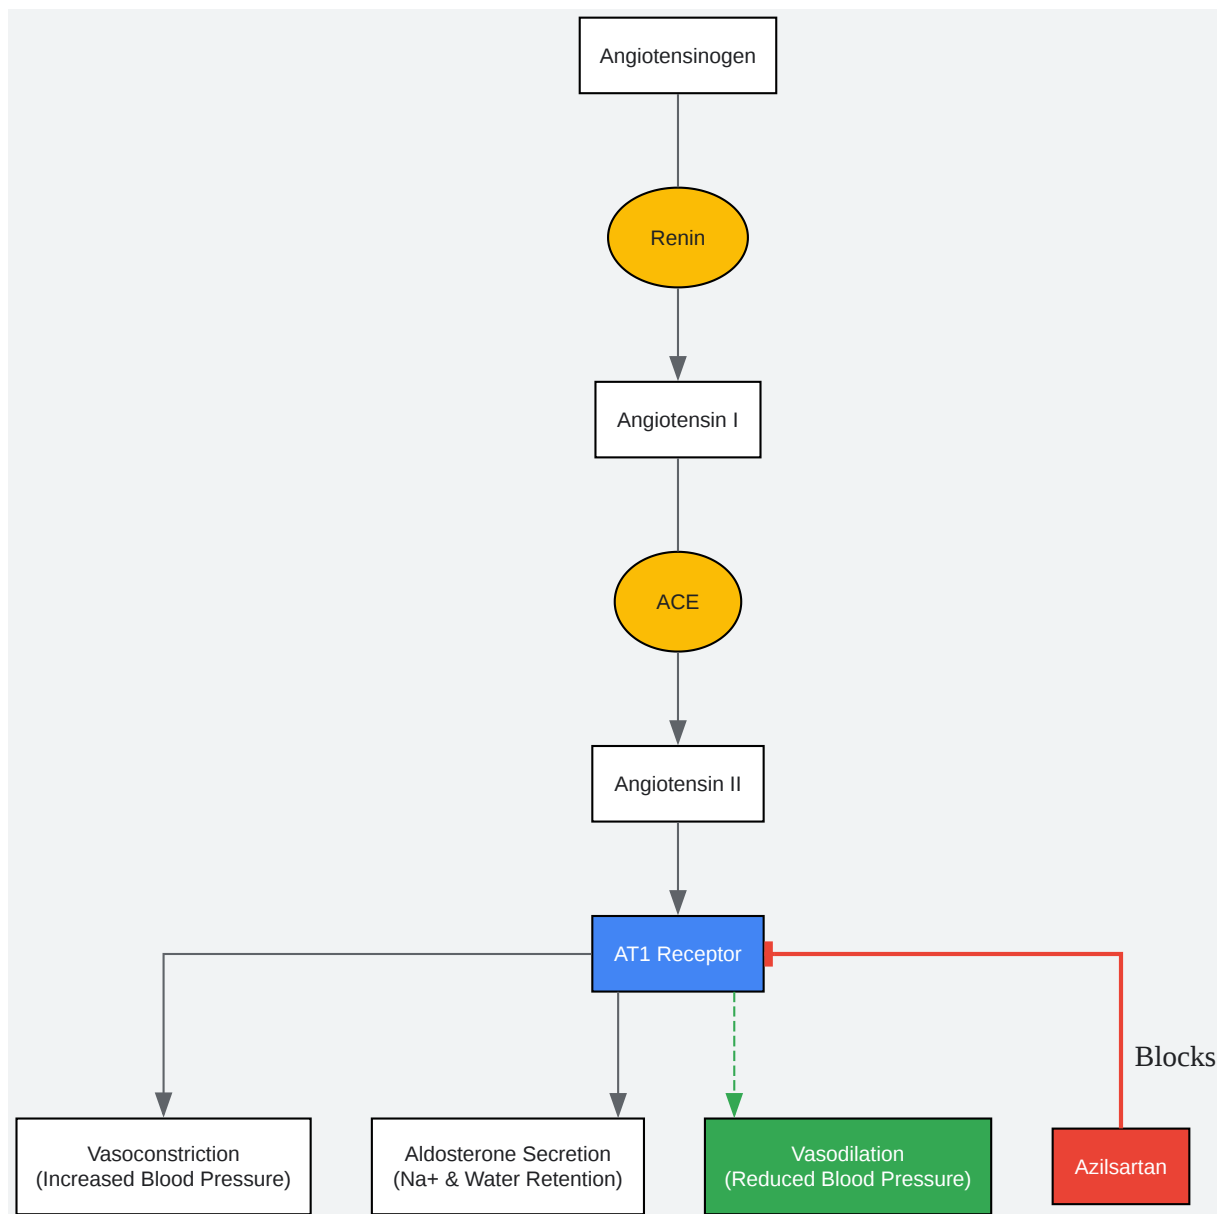 Angiotensinogen
Renin
Angiotensin I
ACE
Angiotensin II
AT1 Receptor
Blocks
Vasoconstriction
(Increased Blood Pressure)
Aldosterone Secretion
(Na+ & Water Retention)
Vasodilation
(Reduced Blood Pressure)
Azilsartan